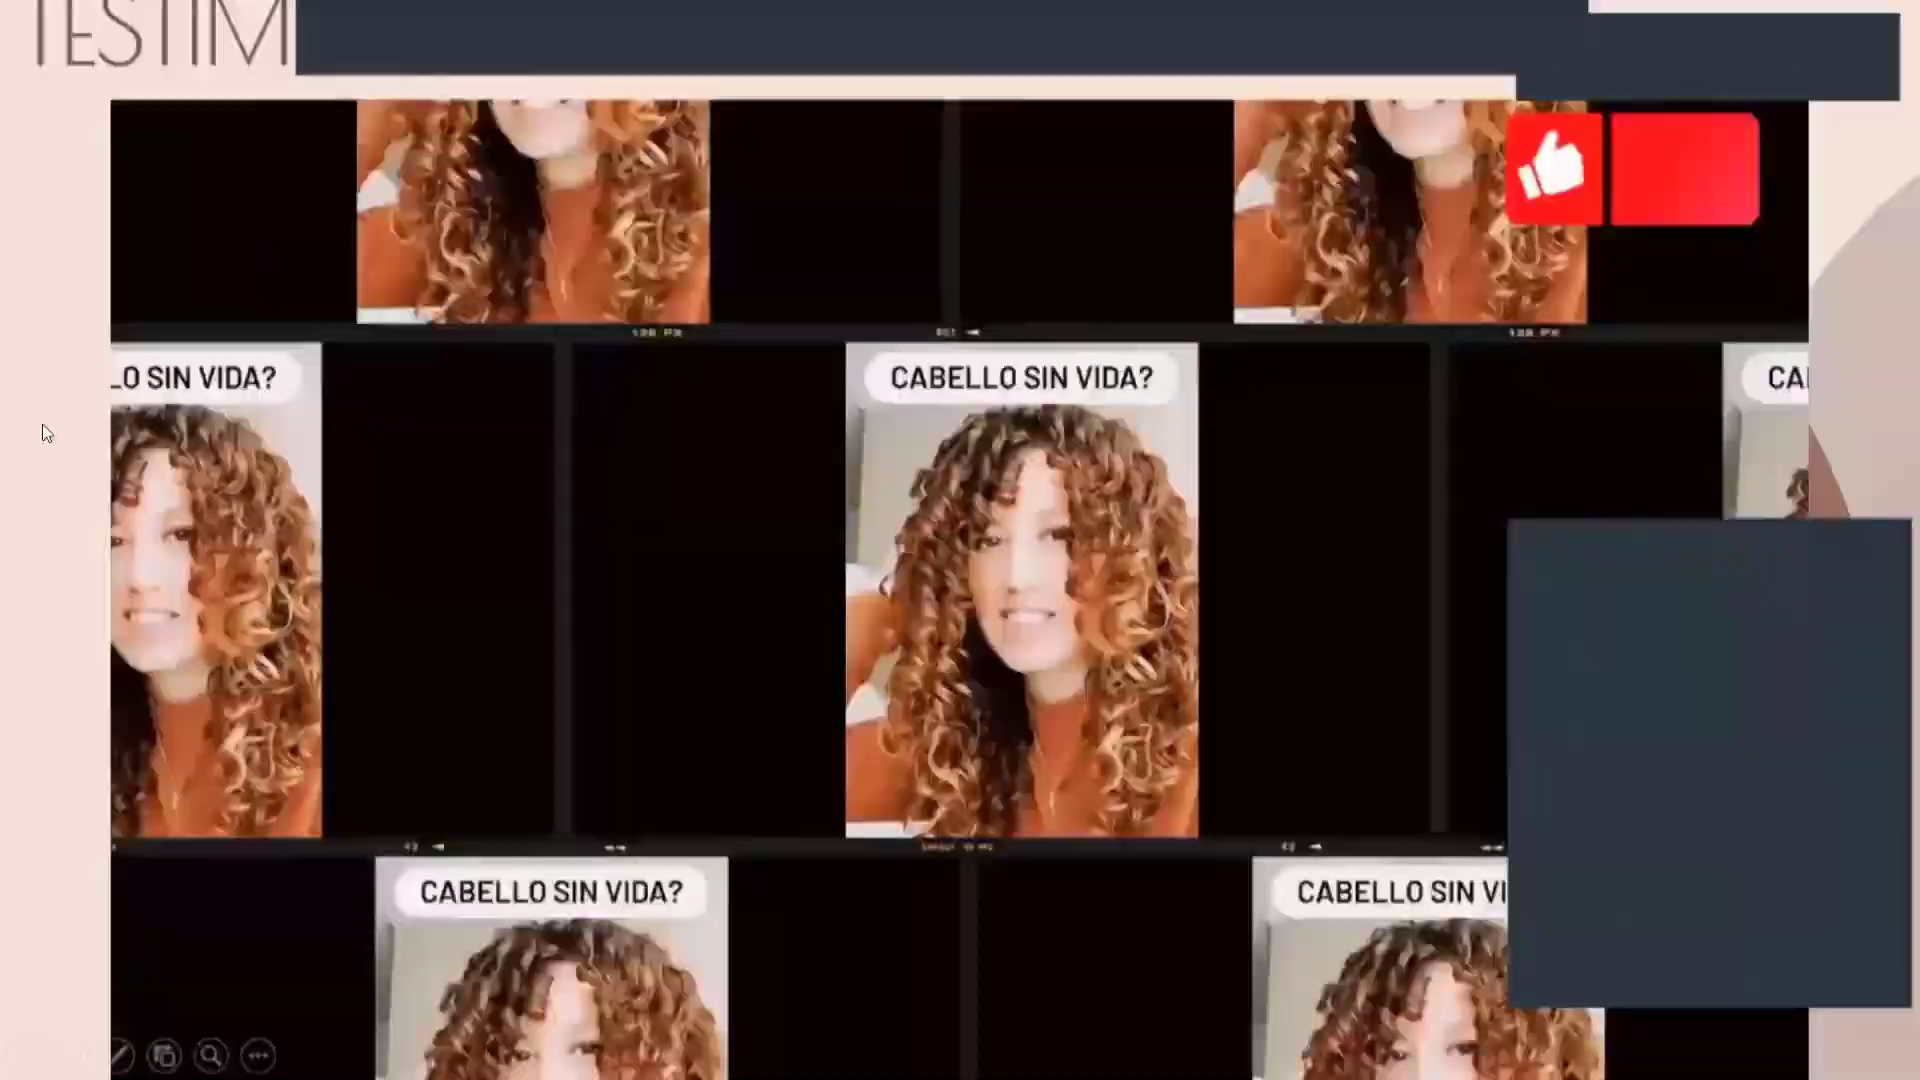 TESTIM
LO SIN VIDA?
CABELLO SIN VIDA?
CA
CABELLO SIN VIDA?
CABELLO SIN VI